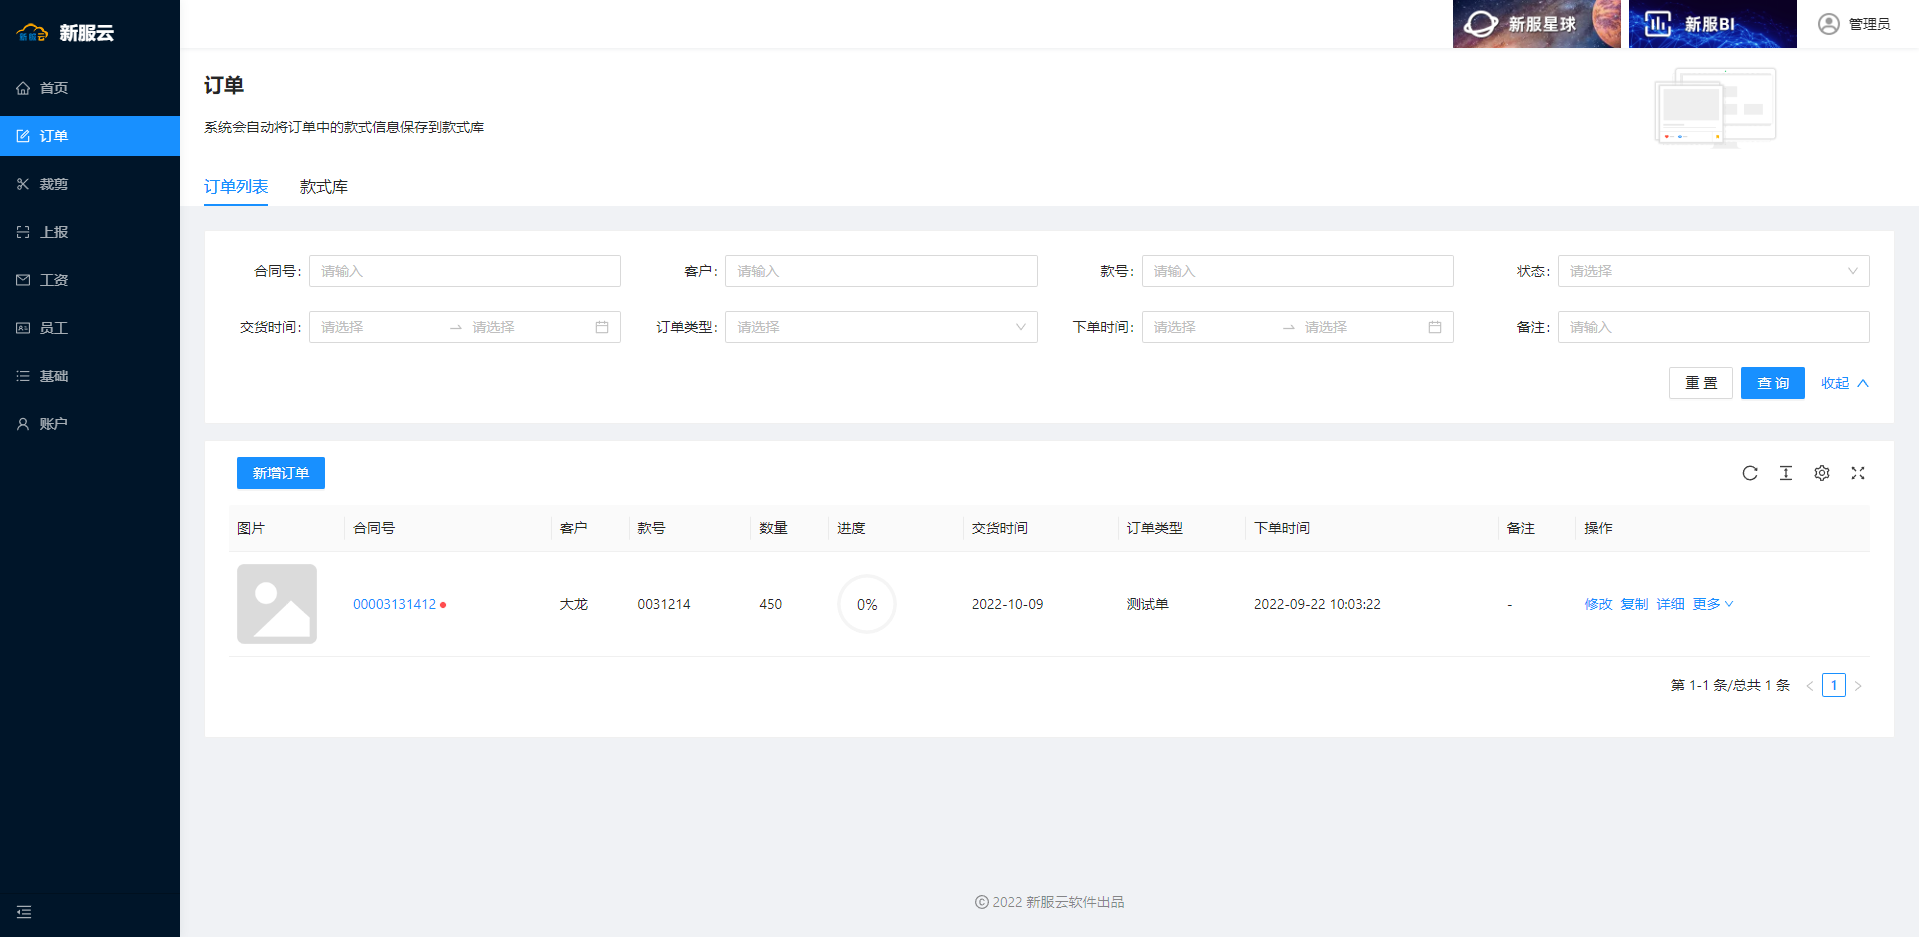 新服云
新服云
新服星球
新服BI
管理员
首页
订单
裁剪
上报
工资
员工
基础
账户
订单
系统会自动将订单中的款式信息保存到款式库
订单列表 款式库
合同号: 请输入 客户: 请输入 款号: 请输入 状态: 请选择
交货时间: 请选择 → 请选择 订单类型: 请选择 下单时间: 请选择 → 请选择 备注: 请输入
重置 查询 收起
新增订单
图片 合同号 客户 款号 数量 进度 交货时间 订单类型 下单时间 备注 操作
00003131412 大龙 0031214 450 0% 2022-10-09 测试单 2022-09-22 10:03:22 - 修改 复制 详细 更多
第 1-1 条/总共 1 条 < 1 >
© 2022 新服云软件出品